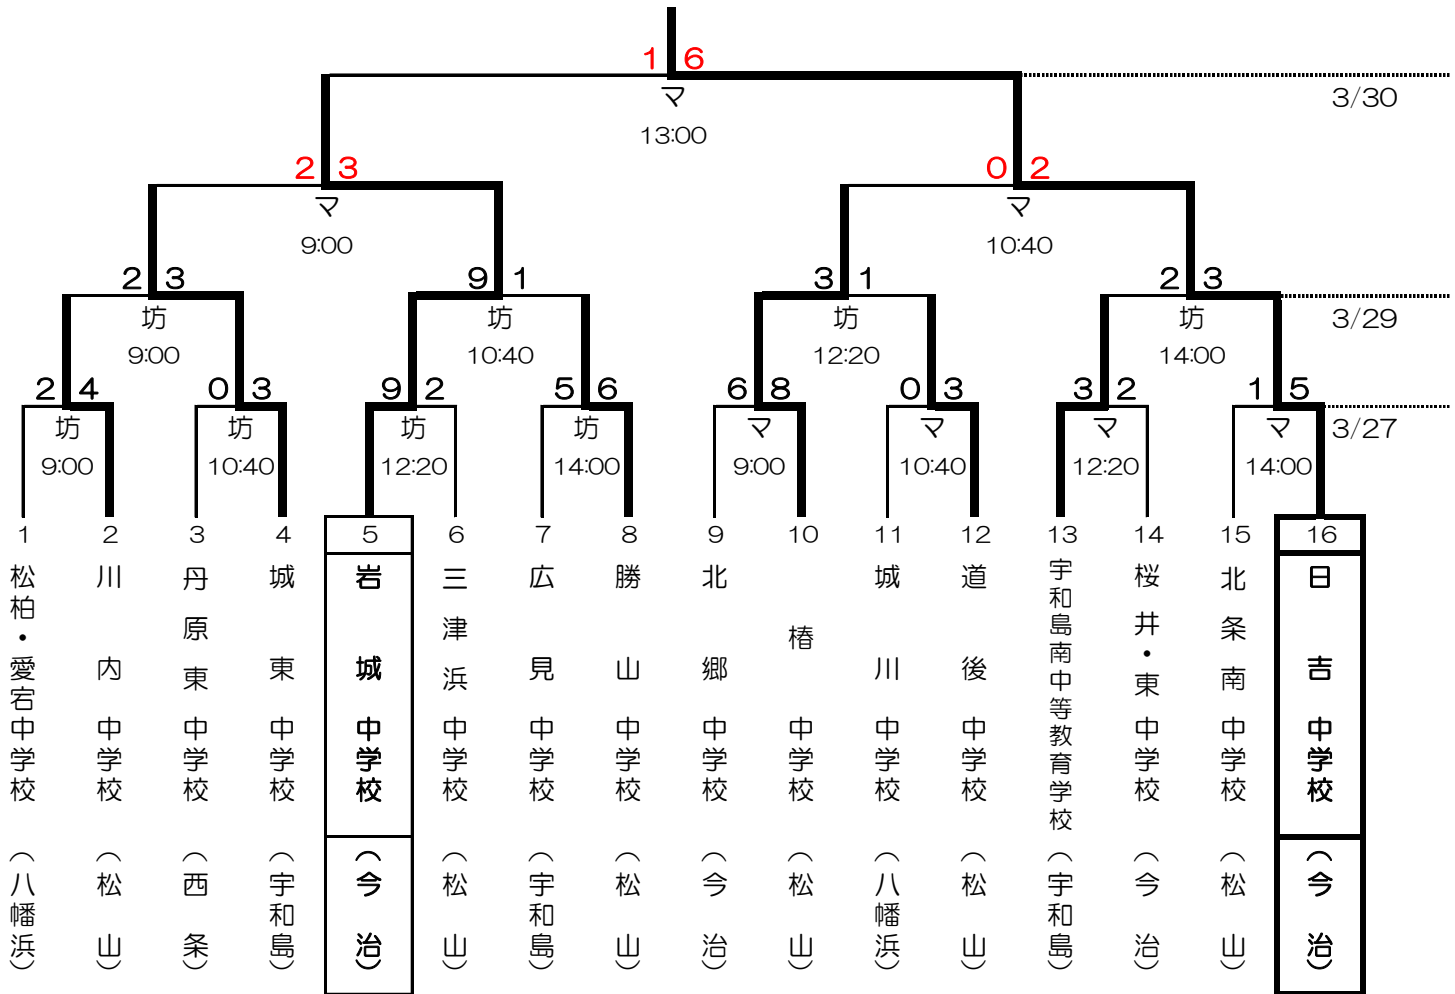 1 6
マ
3/30
13:00
2 3
0 2
マ
マ
9:00
10:40
2 3
9 1
3 1
2 3
坊
坊
坊
坊
3/29
9:00
10:40
12:20
14:00
2 4
0 3
9 2
5 6
6 8
0 3
3 2
1 5
坊
坊
坊
坊
マ
マ
マ
マ
3/27
9:00
10:40
12:20
14:00
9:00
10:40
12:20
14:00
1
松柏・愛宕中学校
(八幡浜)
2
川内中学校
(松山)
3
丹原東中学校
(西条)
4
城東中学校
(宇和島)
5
岩城中学校
(今治)
6
三津浜中学校
(松山)
7
広見中学校
(宇和島)
8
勝山中学校
(松山)
9
北郷中学校
(今治)
10
椿中学校
(松山)
11
城川中学校
(八幡浜)
12
道後中学校
(松山)
13
宇和島南中等教育学校
(宇和島)
14
桜井・東中学校
(今治)
15
北条南中学校
(松山)
16
日吉中学校
(今治)